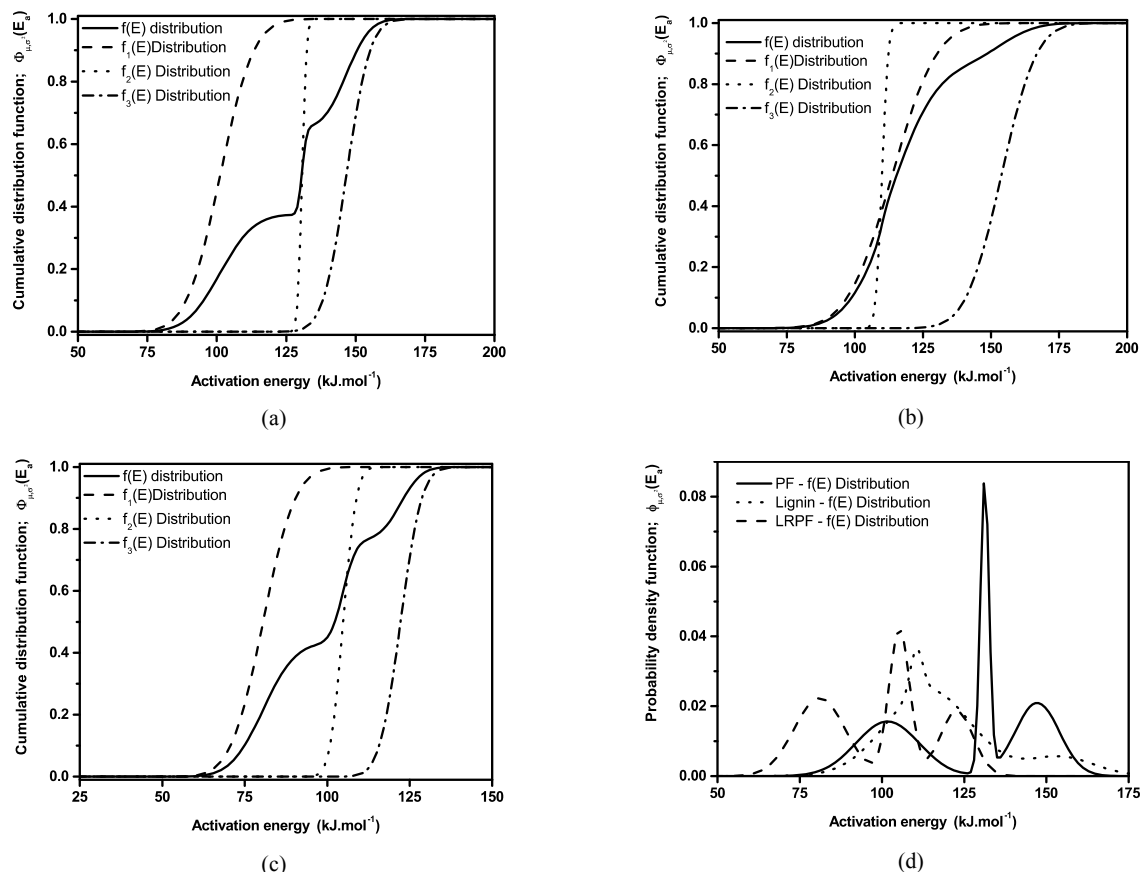 Cumulative distribution function; Φμ,σ²(Ea)
1.0
0.8
0.6
0.4
0.2
0.0
f(E) distribution
f1(E)Distribution
f2(E) Distribution
f3(E) Distribution
50 75 100 125 150 175 200
Activation energy (kJ.mol-1)
(a)
Cumulative distribution function; Φμ,σ²(Ea)
1.0
0.8
0.6
0.4
0.2
0.0
f(E) distribution
f1(E)Distribution
f2(E) Distribution
f3(E) Distribution
50 75 100 125 150 175 200
Activation energy (kJ.mol-1)
(b)
Cumulative distribution function; Φμ,σ²(Ea)
1.0
0.8
0.6
0.4
0.2
0.0
f(E) distribution
f1(E)Distribution
f2(E) Distribution
f3(E) Distribution
25 50 75 100 125 150
Activation energy (kJ.mol-1)
(c)
Probability density function; ϕμ,σ²(Ea)
0.08
0.06
0.04
0.02
0.00
PF - f(E) Distribution
Lignin - f(E) Distribution
LRPF - f(E) Distribution
50 75 100 125 150 175
Activation energy (kJ.mol-1)
(d)